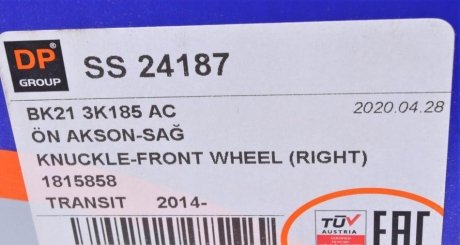 DP
GROUP
SS 24187
BK21 3K185 AC
2020.04.28
ÖN AKSON-SAĞ
KNUCKLE-FRONT WHEEL (RIGHT)
1815858
TRANSIT 2014-
TÜV
AUSTRIA
EAC